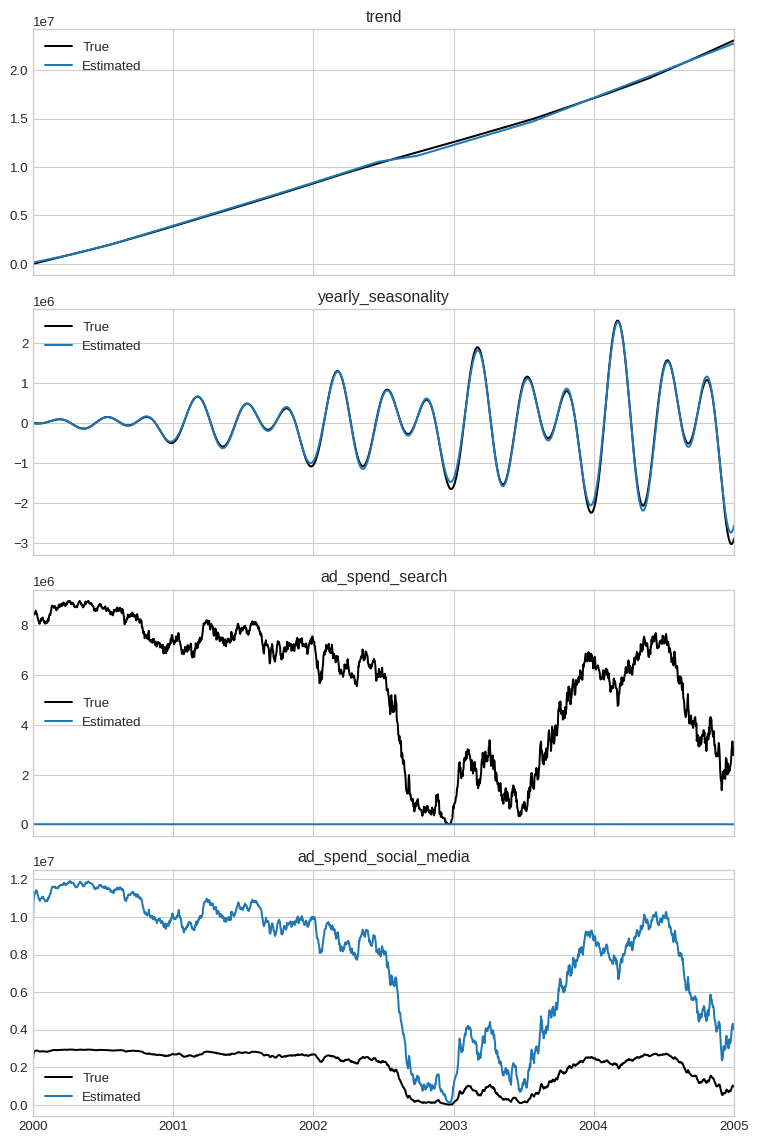 trend
1e7
True
Estimated
2.0
1.5
1.0
0.5
0.0
yearly_seasonality
1e6
True
Estimated
2
1
0
−1
−2
−3
ad_spend_search
1e6
8
6
4
True
Estimated
2
0
ad_spend_social_media
1e7
1.2
1.0
0.8
0.6
0.4
0.2
True
Estimated
0.0
2000 2001 2002 2003 2004 2005